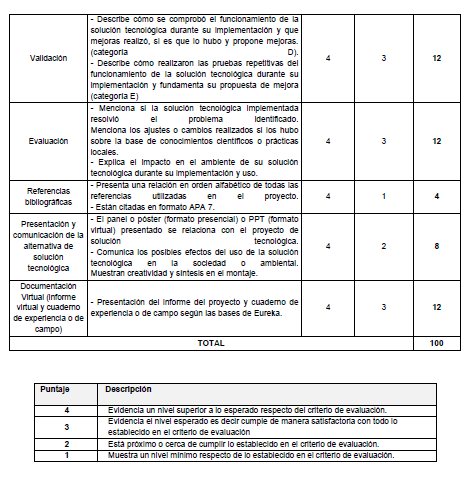 - Describe cómo se comprobó el funcionamiento de la
solución tecnológica durante su implementación y que
mejoras realizó, si es que lo hubo y propone mejoras.
(categoría D).
- Describe cómo realizaron las pruebas repetitivas del
funcionamiento de la solución tecnológica durante su
implementación y fundamenta su propuesta de mejora
(categoría E)
Validación
4
3
12
- Menciona si la solución tecnológica implementada
resolvió el problema identificado.
Menciona los ajustes o cambios realizados si los hubo
sobre la base de conocimientos científicos o prácticas
locales.
- Explica el impacto en el ambiente de su solución
tecnológica durante su implementación y uso.
Evaluación
4
3
12
Referencias
bibliográficas
- Presenta una relación en orden alfabético de todas las
referencias utilizadas en el proyecto.
- Están citadas en formato APA 7.
4
1
4
Presentación y
comunicación de la
alternativa de
solución
tecnológica
- El panel o póster (formato presencial) o PPT (formato
virtual) presentado se relaciona con el proyecto de
solución tecnológica.
- Comunica los posibles efectos del uso de la solución
tecnológica en la sociedad o ambiental.
Muestran creatividad y síntesis en el montaje.
4
2
8
Documentación
Virtual (Informe
virtual y cuaderno
de experiencia o de
campo)
- Presentación del informe del proyecto y cuaderno de
experiencia o de campo según las bases de Eureka.
4
3
12
TOTAL
100
Puntaje
Descripción
4
Evidencia un nivel superior a lo esperado respecto del criterio de evaluación.
3
Evidencia el nivel esperado es decir cumple de manera satisfactoria con todo lo
establecido en el criterio de evaluación
2
Está próximo o cerca de cumplir lo establecido en el criterio de evaluación.
1
Muestra un nivel mínimo respecto de lo establecido en el criterio de evaluación.